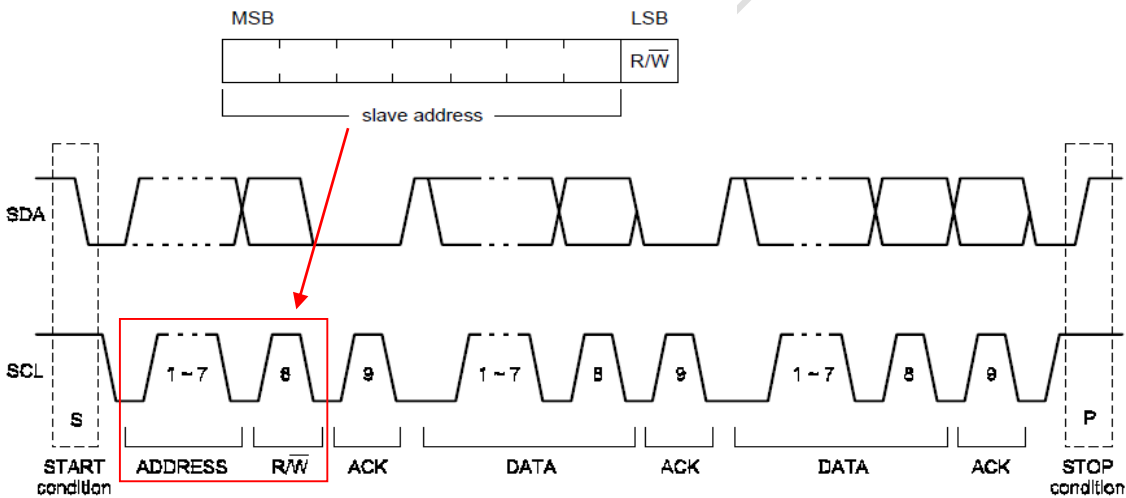 MSB LSB
R/W̅
slave address
SDA
SCL
1 – 7 8 9 1 – 7 8 9 1 – 7 8 9
S P
START condition ADDRESS R/W̅ ACK DATA ACK DATA ACK STOP condition